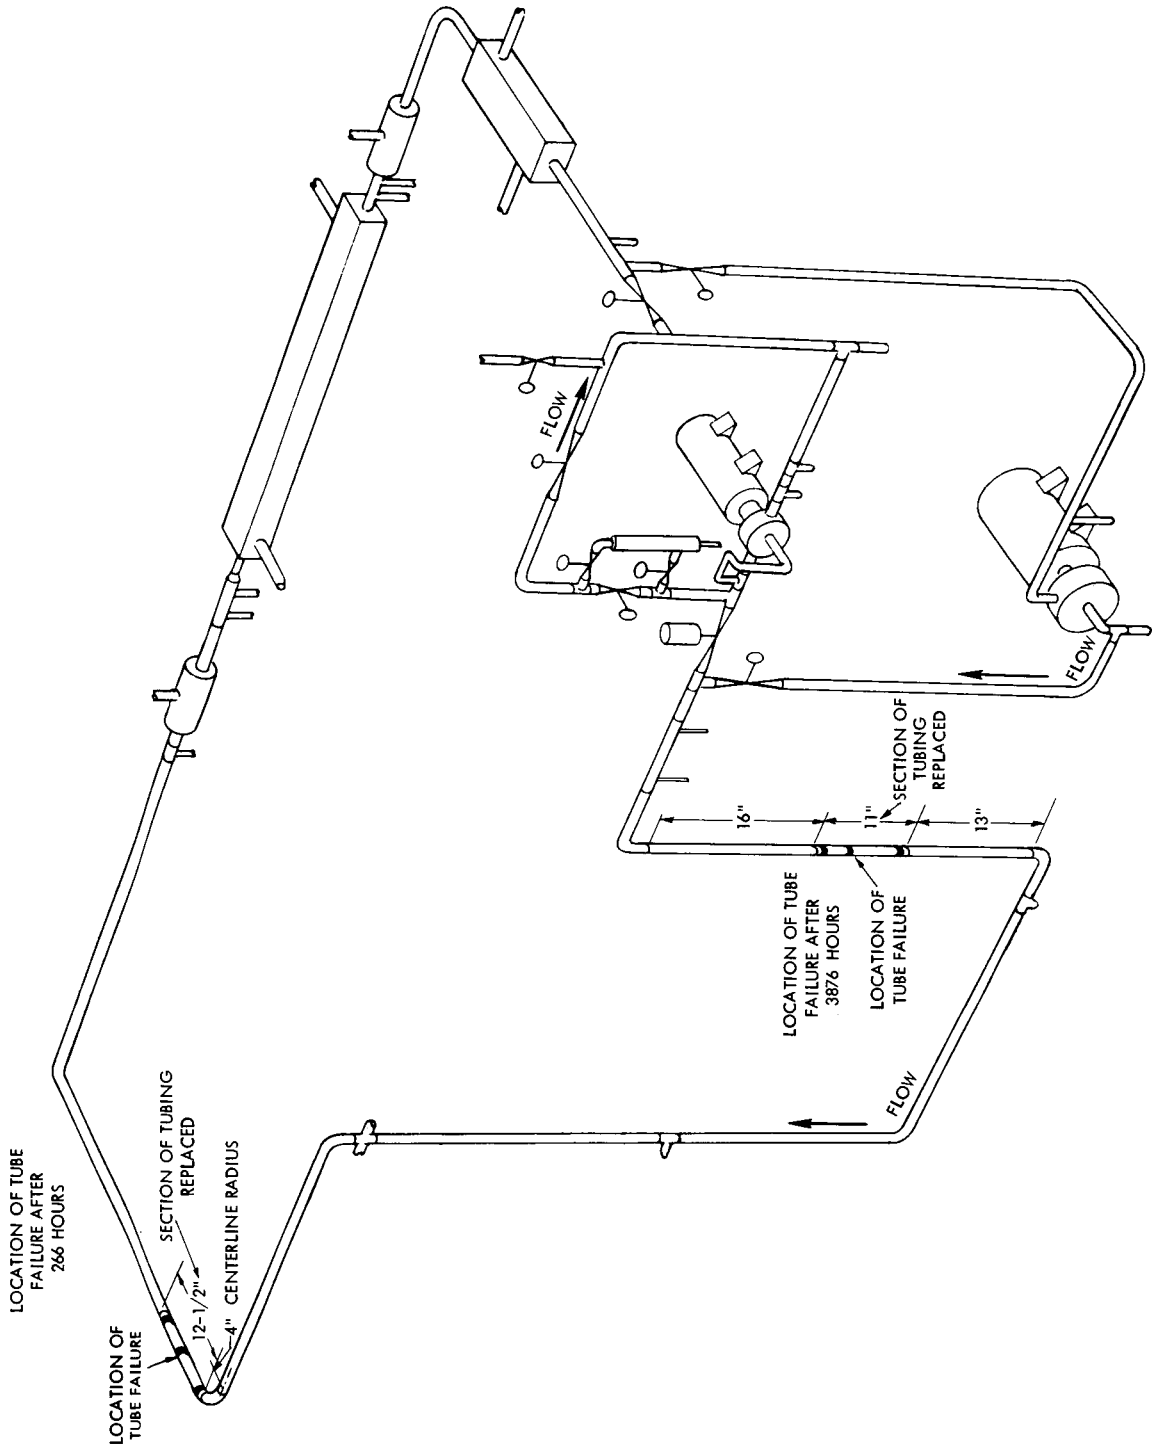 LOCATION OF TUBE
FAILURE AFTER
266 HOURS
LOCATION OF
TUBE FAILURE
SECTION OF TUBING
REPLACED
12-1/2"
4" CENTERLINE RADIUS
FLOW
FLOW
FLOW
SECTION OF
TUBING
REPLACED
16"
11"
13"
LOCATION OF TUBE
FAILURE AFTER
3876 HOURS
LOCATION OF
TUBE FAILURE